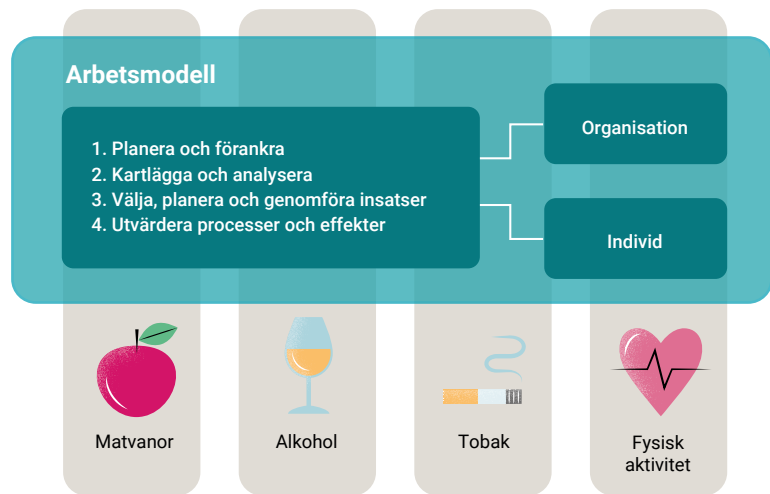 Arbetsmodell
1. Planera och förankra
2. Kartlägga och analysera
3. Välja, planera och genomföra insatser
4. Utvärdera processer och effekter
Organisation
Individ
Matvanor
Alkohol
Tobak
Fysisk
aktivitet